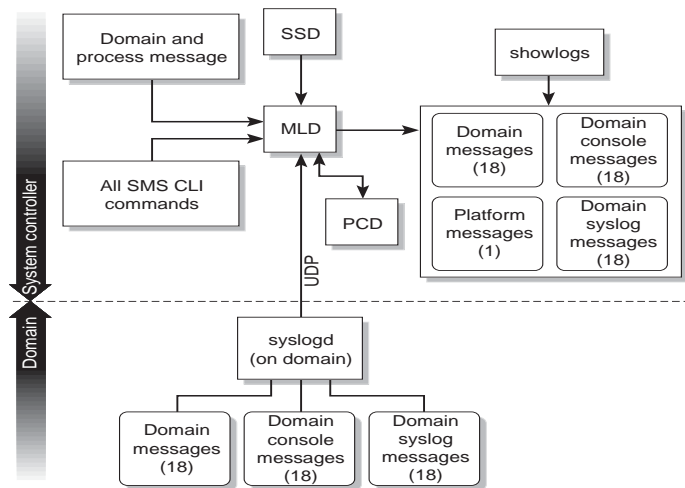 Domain and
process message
SSD
showlogs
MLD
All SMS CLI
commands
PCD
Domain
messages
(18)
Domain
console
messages
(18)
Platform
messages
(1)
Domain
syslog
messages
(18)
System controller
UDP
Domain
syslogd
(on domain)
Domain
messages
(18)
Domain
console
messages
(18)
Domain
syslog
messages
(18)